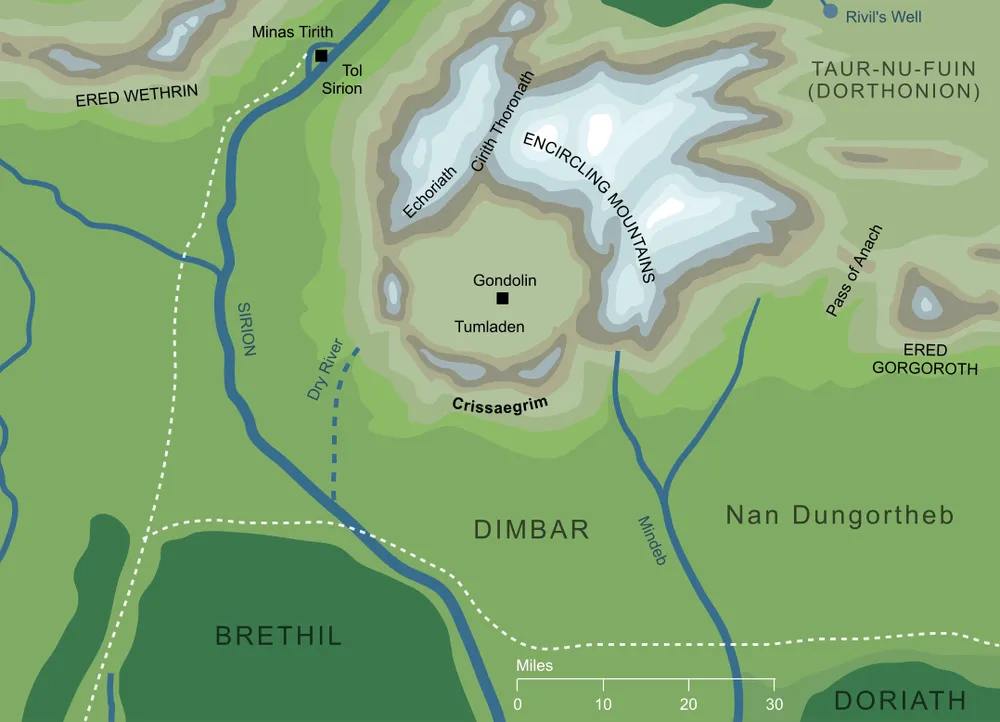 Rivil's Well
Minas Tirith
Tol
Sirion
ERED WETHRIN
TAUR-NU-FUIN
(DORTHONION)
Cirith Thoronath
ENCIRCLING MOUNTAINS
Echoriath
Pass of Anach
Gondolin
Tumladen
SIRION
Dry River
ERED
GORGOROTH
Crissaegrim
DIMBAR
Nan Dungortheb
Mindeb
BRETHIL
Miles
0 10 20 30
DORIATH